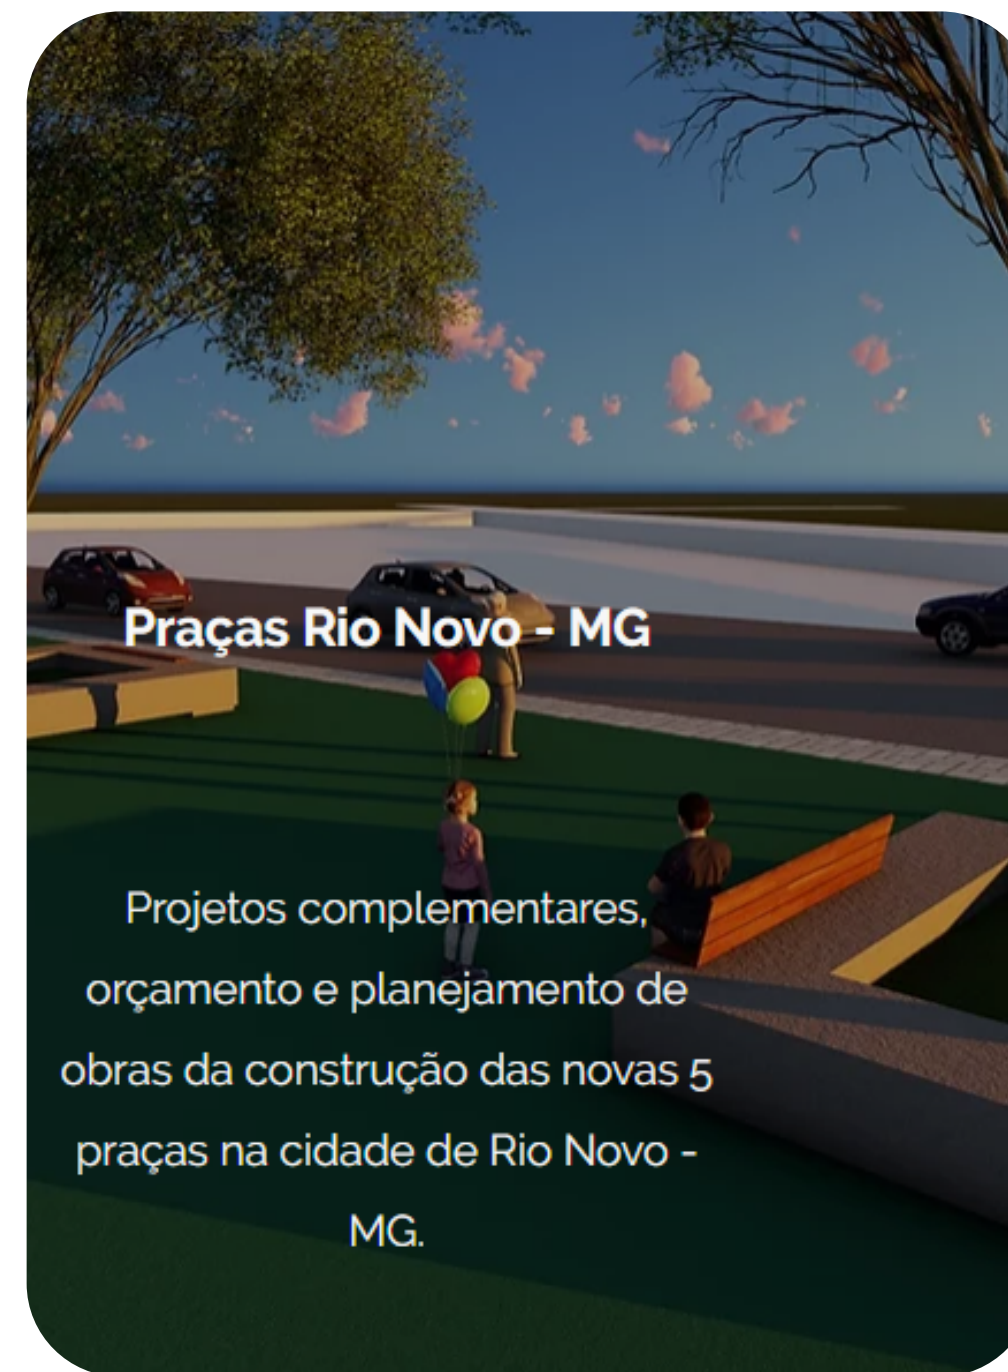 Praças Rio Novo - MG
Projetos complementares,
orçamento e planejamento de
obras da construção das novas 5
praças na cidade de Rio Novo -
MG.